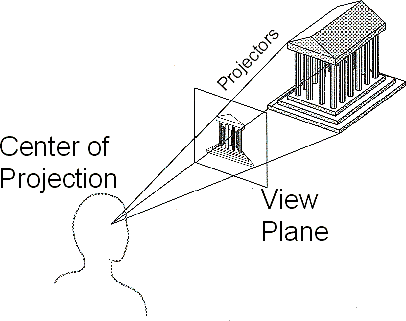 Projectors
Center of
Projection
View
Plane